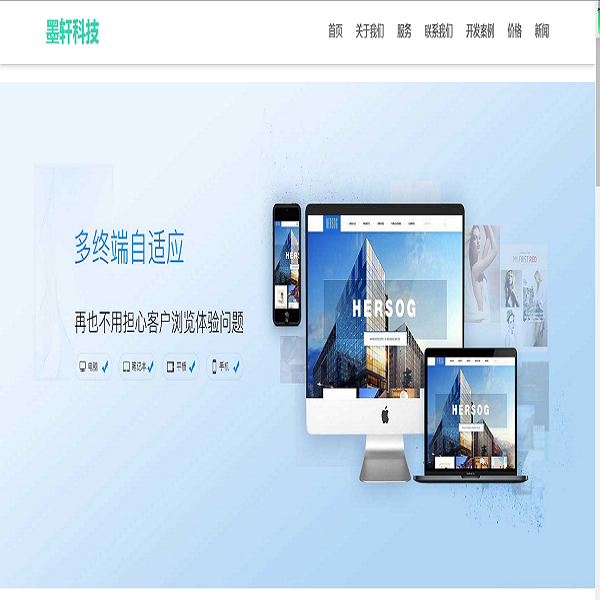 墨轩科技
首页 关于我们 服务 联系我们 开发案例 价格 新闻
多终端自适应
再也不用担心客户浏览体验问题
电脑 笔记本 平板 手机
HERSOG
HERSOG
HERSOG
MY FIRST RED